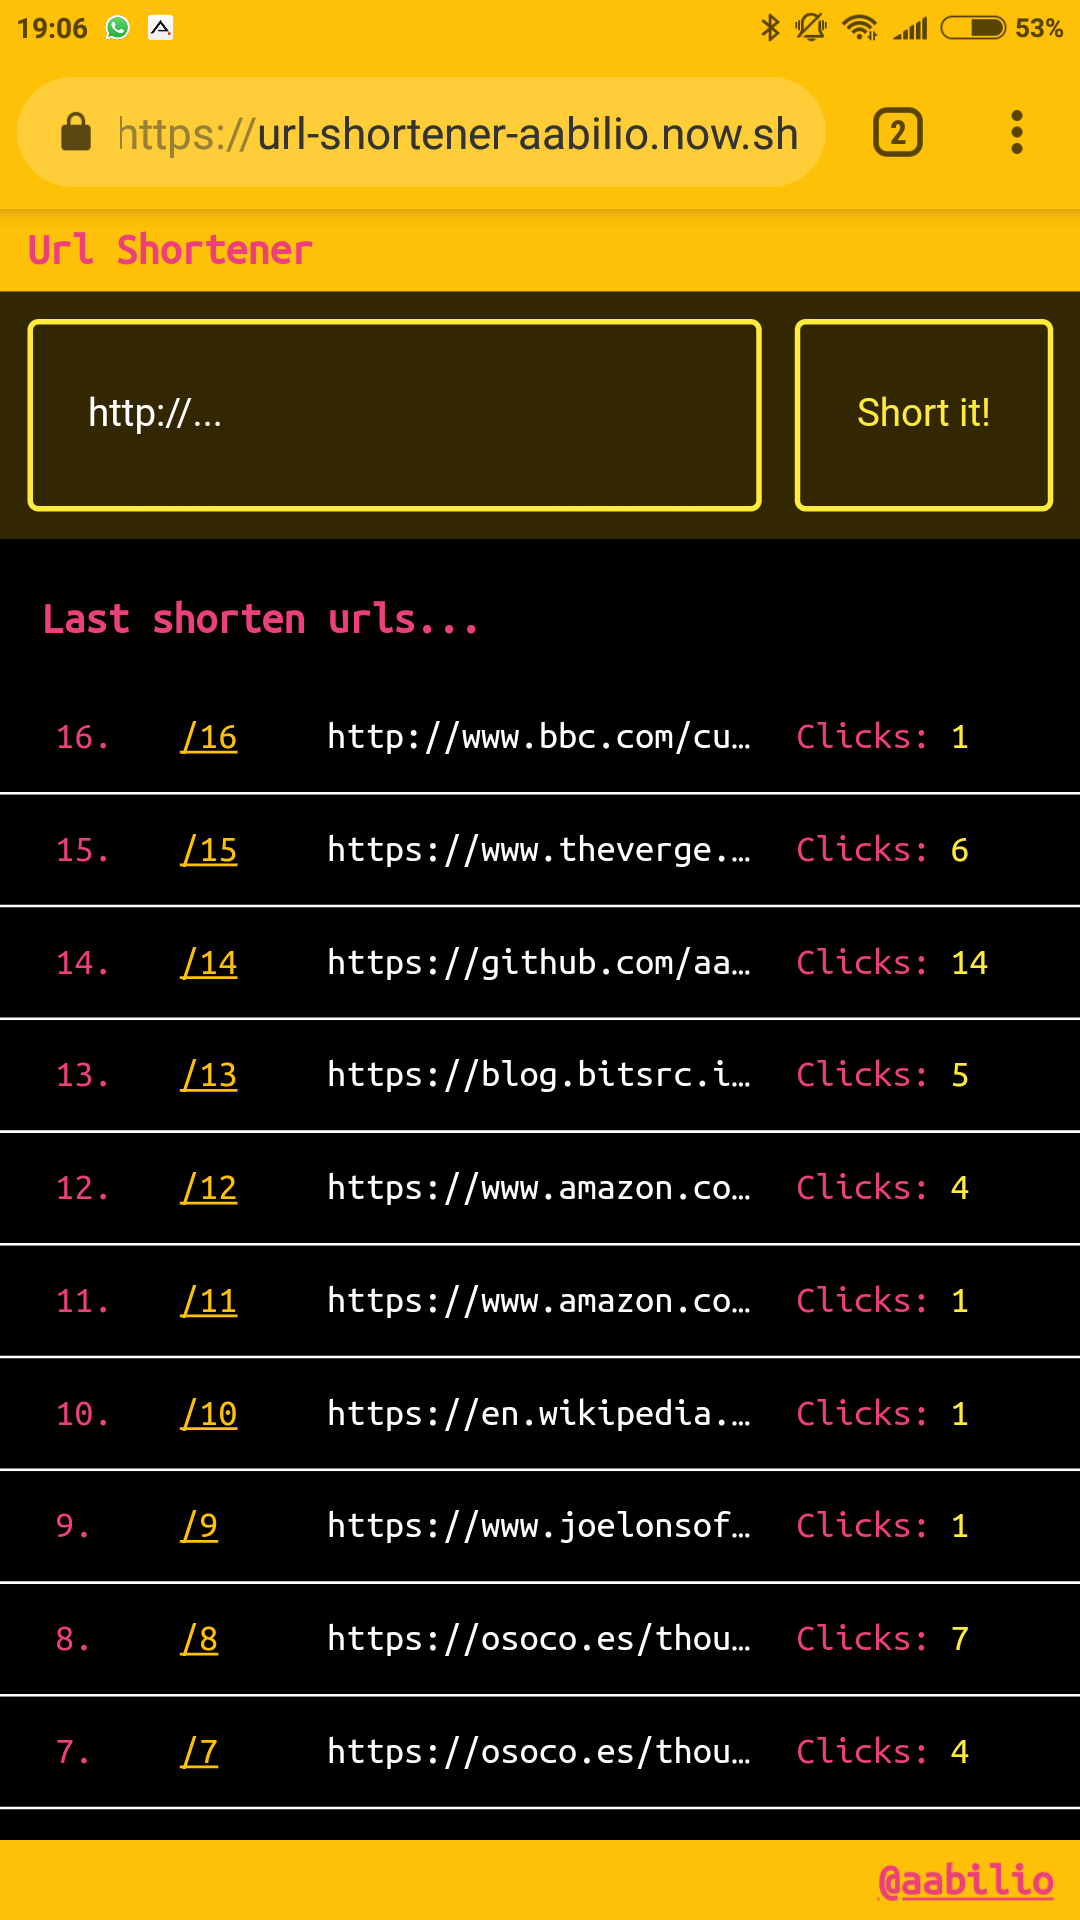 19:06 53%
https://url-shortener-aabilio.now.sh 2
Url Shortener
http://... Short it!
Last shorten urls...
16. /16 http://www.bbc.com/cu… Clicks: 1
15. /15 https://www.theverge.… Clicks: 6
14. /14 https://github.com/aa… Clicks: 14
13. /13 https://blog.bitsrc.i… Clicks: 5
12. /12 https://www.amazon.co… Clicks: 4
11. /11 https://www.amazon.co… Clicks: 1
10. /10 https://en.wikipedia.… Clicks: 1
9. /9 https://www.joelonsof… Clicks: 1
8. /8 https://osoco.es/thou… Clicks: 7
7. /7 https://osoco.es/thou… Clicks: 4
@aabilio